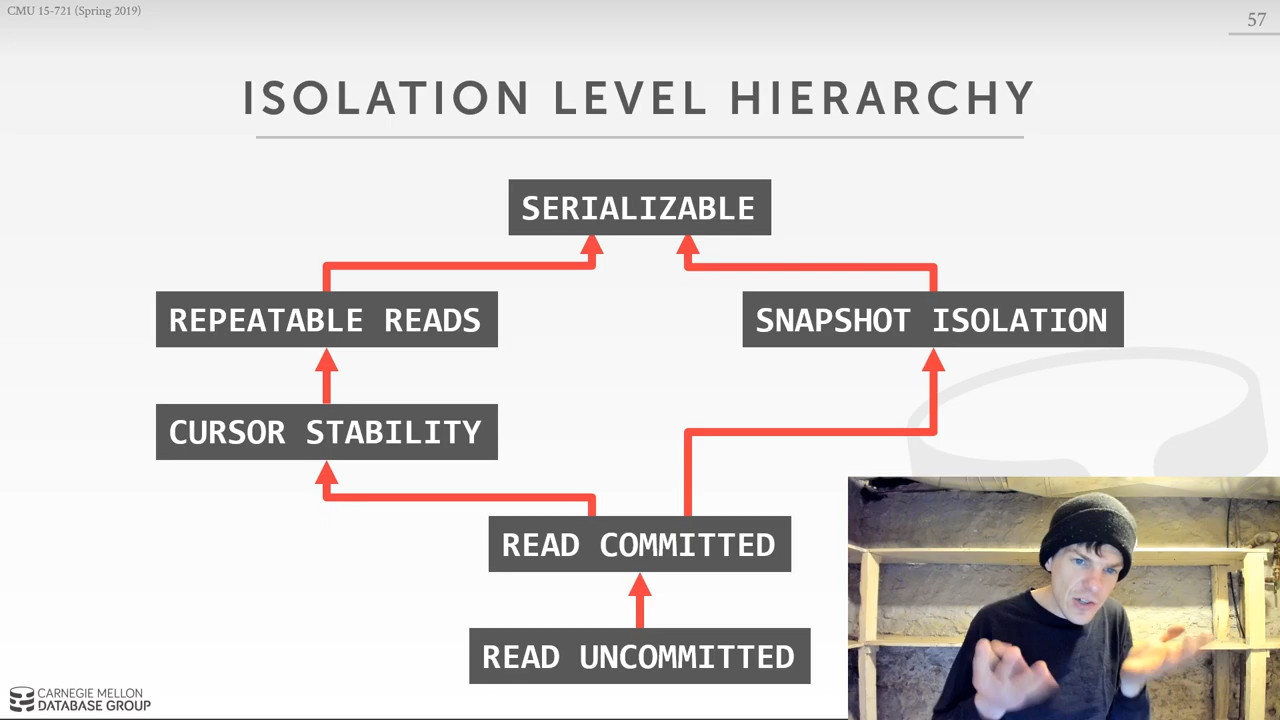 CMU 15-721 (Spring 2019)
57
ISOLATION LEVEL HIERARCHY
SERIALIZABLE
REPEATABLE READS
SNAPSHOT ISOLATION
CURSOR STABILITY
READ COMMITTED
READ UNCOMMITTED
CARNEGIE MELLON
DATABASE GROUP